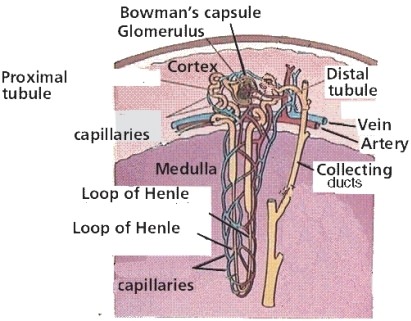 Bowman's capsule
Glomerulus
Cortex
Proximal
tubule
Distal
tubule
capillaries
Vein
Artery
Medulla
Collecting
ducts
Loop of Henle
Loop of Henle
capillaries